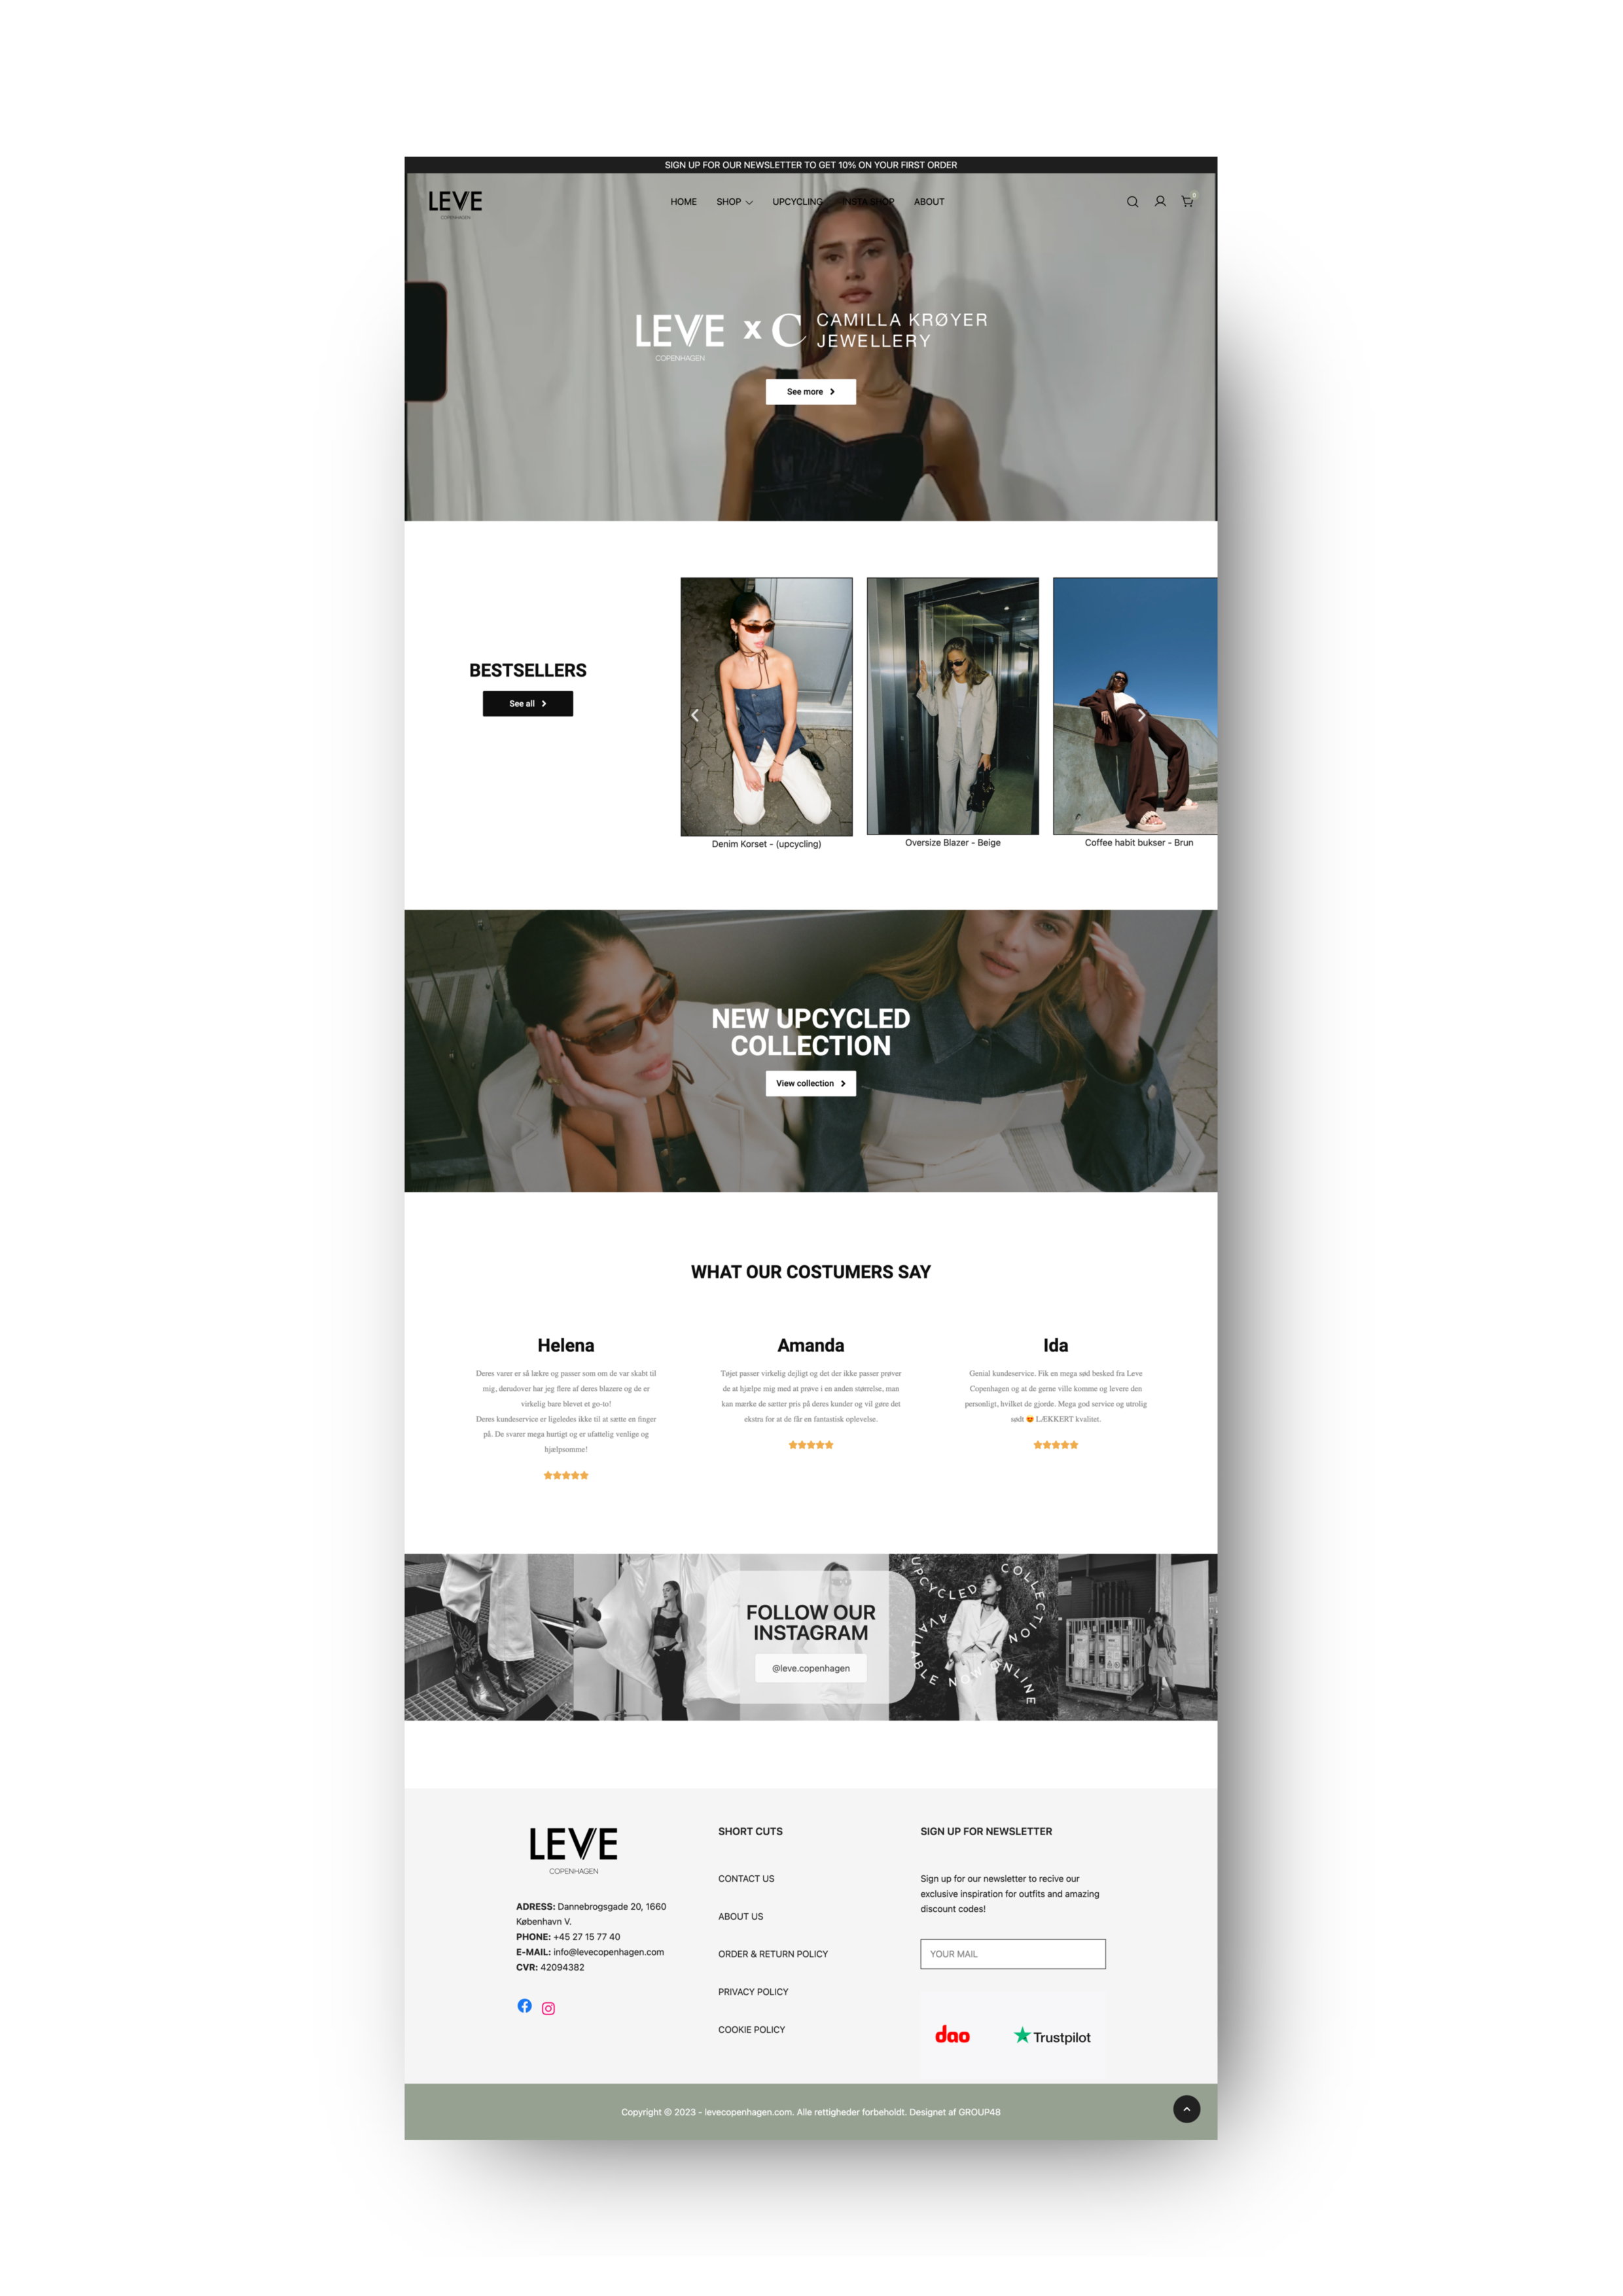 SIGN UP FOR OUR NEWSLETTER TO GET 10% ON YOUR FIRST ORDER
LEVE
COPENHAGEN
HOME SHOP UPCYCLING INSTA SHOP ABOUT
0
LEVE x C CAMILLA KRØYER
JEWELLERY
COPENHAGEN
See more
BESTSELLERS
See all
Denim Korset - (upcycling)
Oversize Blazer - Beige
Coffee habit bukser - Brun
NEW UPCYCLED
COLLECTION
View collection
WHAT OUR COSTUMERS SAY
Helena
Deres varer er så lækre og passer som om de var skabt til
mig, derudover har jeg flere af deres blazere og de er
virkelig bare blevet et go-to!
Deres kundeservice er ligeledes ikke til at sætte en finger
på. De svarer mega hurtigt og er ufattelig venlige og
hjælpsomme!
Amanda
Tøjet passer virkelig dejligt og det der ikke passer prøver
de at hjælpe mig med at prøve i en anden størrelse, man
kan mærke de sætter pris på deres kunder og vil gøre det
ekstra for at de får en fantastisk oplevelse.
Ida
Genial kundeservice. Fik en mega sød besked fra Leve
Copenhagen og at de gerne ville komme og levere den
personligt, hvilket de gjorde. Mega god service og utrolig
sødt 😍 LÆKKERT kvalitet.
FOLLOW OUR
INSTAGRAM
@leve.copenhagen
UPCYCLED COLLECTION
AVAILABLE NOW ONLINE
LEVE
COPENHAGEN
ADRESS: Dannebrogsgade 20, 1660
København V.
PHONE: +45 27 15 77 40
E-MAIL: info@levecopenhagen.com
CVR: 42094382
SHORT CUTS
CONTACT US
ABOUT US
ORDER & RETURN POLICY
PRIVACY POLICY
COOKIE POLICY
SIGN UP FOR NEWSLETTER
Sign up for our newsletter to recive our
exclusive inspiration for outfits and amazing
discount codes!
YOUR MAIL
dao
Trustpilot
Copyright © 2023 - levecopenhagen.com. Alle rettigheder forbeholdt. Designet af GROUP48